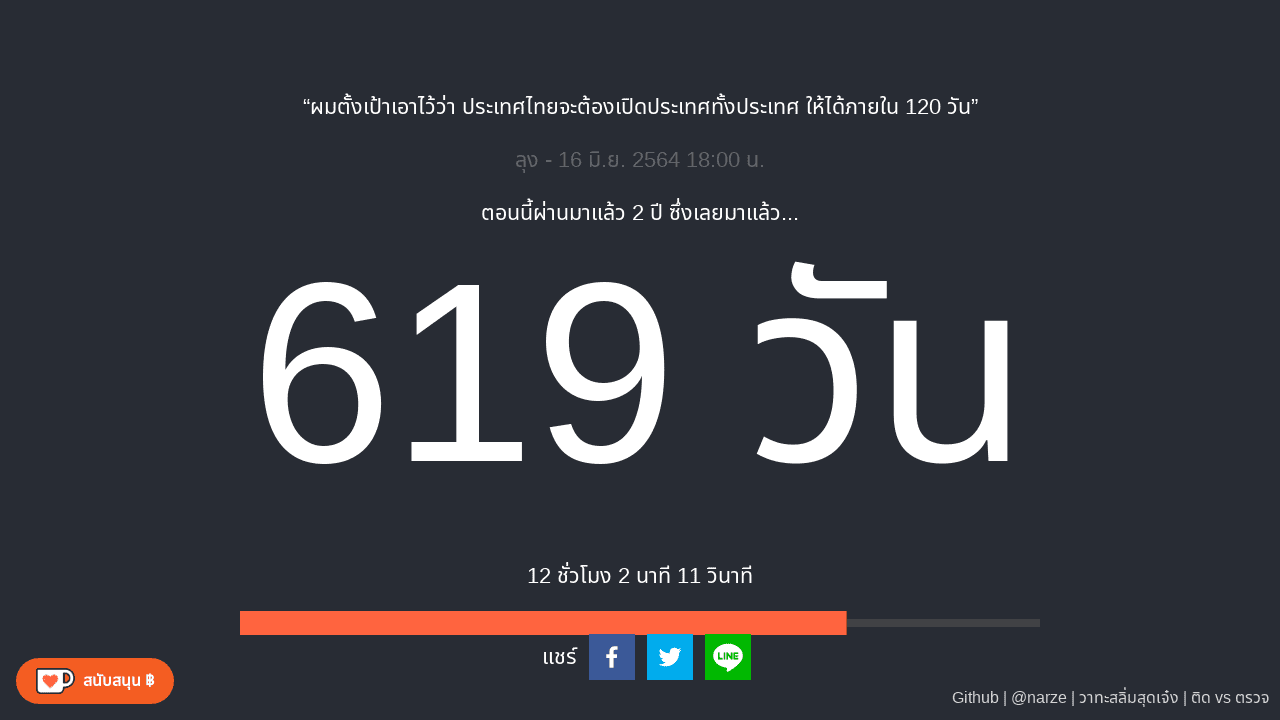 “ผมตั้งเป้าเอาไว้ว่า ประเทศไทยจะต้องเปิดประเทศทั้งประเทศ ให้ได้ภายใน 120 วัน”
ลุง - 16 มิ.ย. 2564 18:00 น.
ตอนนี้ผ่านมาแล้ว 2 ปี ซึ่งเลยมาแล้ว...
619 วัน
12 ชั่วโมง 2 นาที 11 วินาที
แชร์
LINE
สนับสนุน ฿
Github | @narze | วาทะสลิ่มสุดเจ๋ง | ติด vs ตรวจ